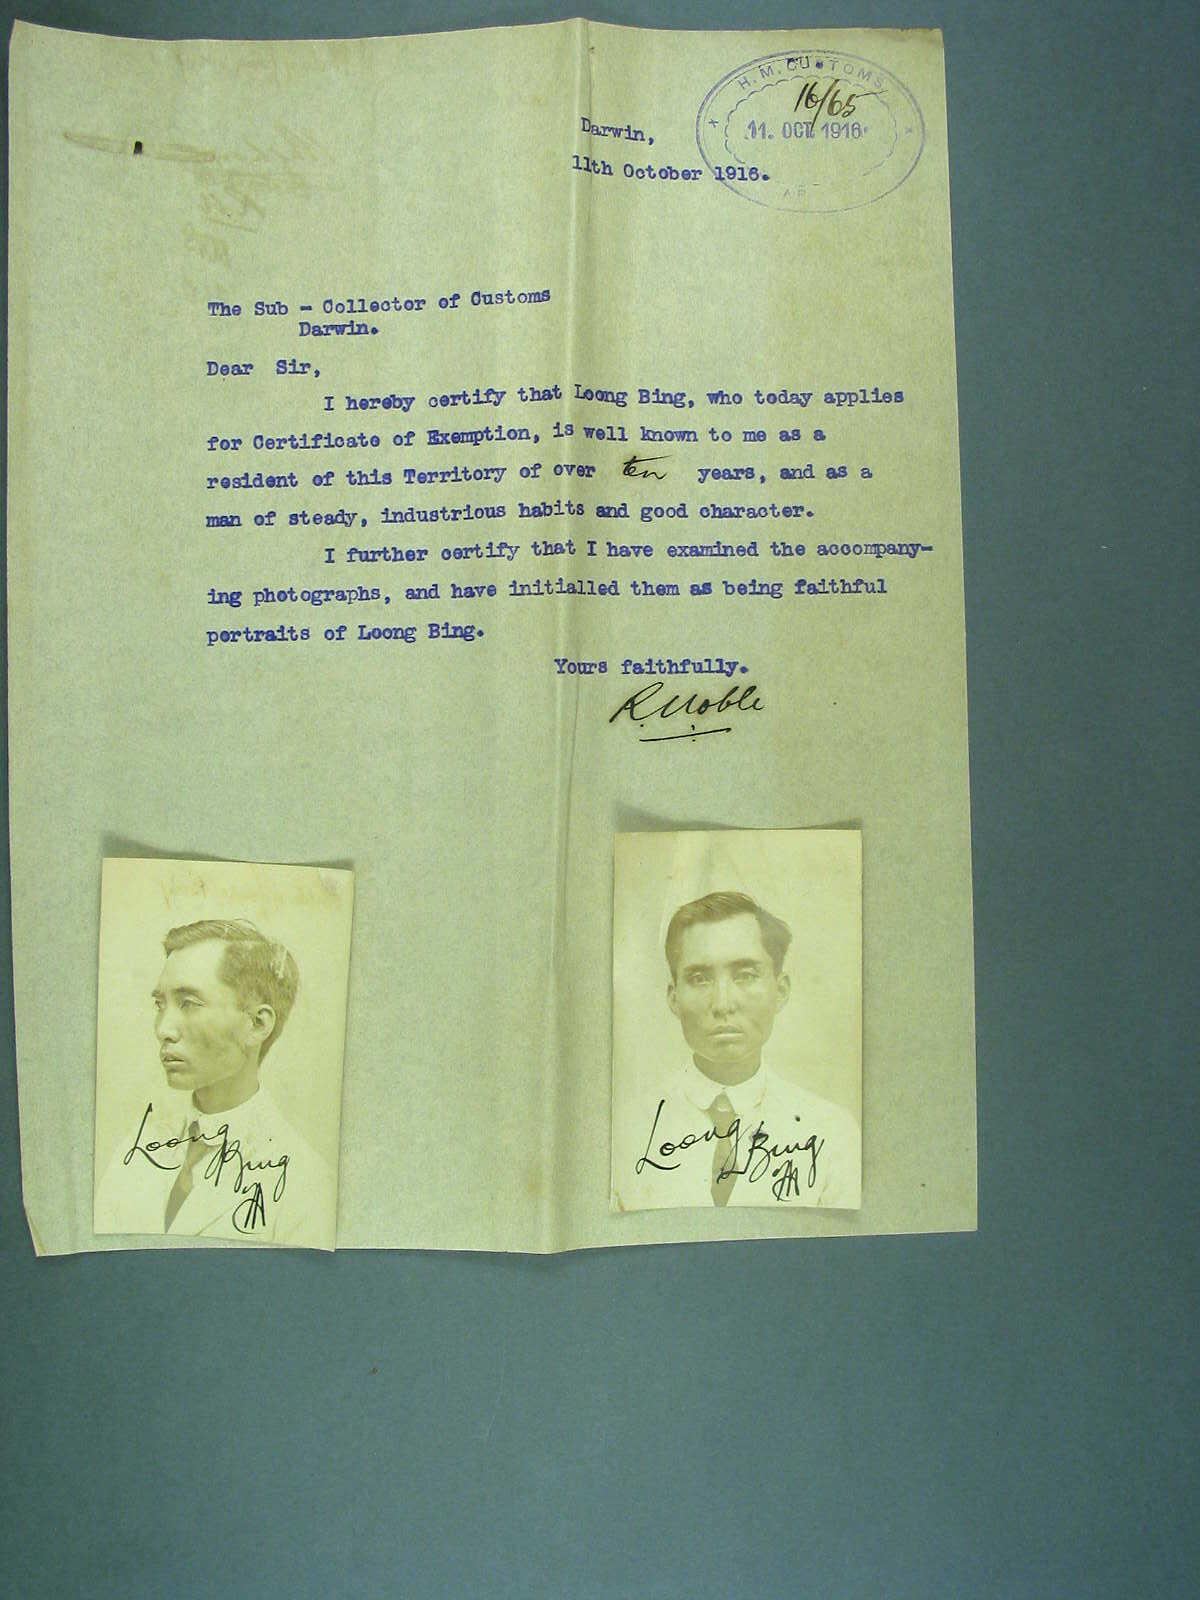 H. M. CUSTOMS
16/65
11. OCT. 1916
Darwin,
11th October 1916.
The Sub - Collector of Customs
Darwin.
Dear Sir,
I hereby certify that Loong Bing, who today applies
for Certificate of Exemption, is well known to me as a
resident of this Territory of over ten years, and as a
man of steady, industrious habits and good character.
I further certify that I have examined the accompany-
ing photographs, and have initialled them as being faithful
portraits of Loong Bing.
Yours faithfully.
R. Noble
Loong
Bing
Loong
Bing